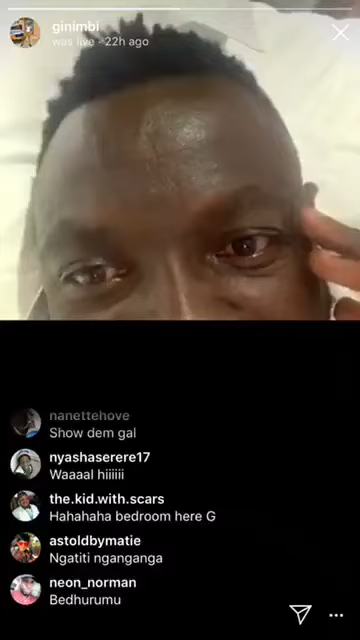 ginimbi
was live - 22h ago
nanettehove
Show dem gal
nyashaserere17
Waaaal hiiiiii
the.kid.with.scars
Hahahaha bedroom here G
astoldbymatie
Ngatiti nganganga
neon_norman
Bedhurumu